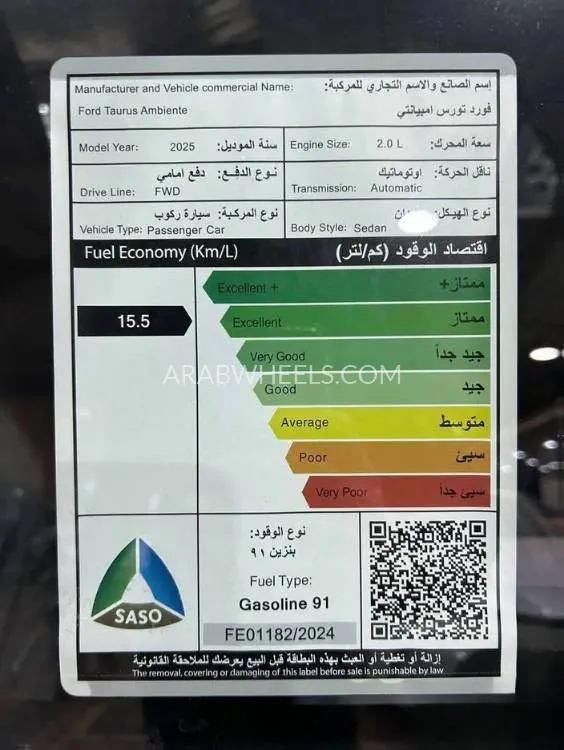 إسم الصانع والاسم التجاري للمركبة:
Manufacturer and Vehicle commercial Name:
فورد تورس امبيانتي
Ford Taurus Ambiente
Model Year: 2025 سنة الموديل:
Engine Size: 2.0 L سعة المحرك:
نوع الدفع: دفع امامي
Drive Line: FWD
ناقل الحركة: اوتوماتيك
Transmission: Automatic
نوع المركبة: سيارة ركوب
Vehicle Type: Passenger Car
نوع الهيكل:
Body Style: Sedan
Fuel Economy (Km/L) اقتصاد الوقود (كم/لتر)
Excellent + ممتاز+
15.5
Excellent ممتاز
Very Good جيد جداً
ARABWHEELS.COM
Good جيد
Average متوسط
Poor سيئ
Very Poor سيئ جداً
SASO
نوع الوقود:
بنزين ٩١
Fuel Type:
Gasoline 91
FE01182/2024
إزالة أو تغطية أو العبث بهذه البطاقة قبل البيع يعرضك للملاحقة القانونية
The removal, covering or damaging of this label before sale is punishable by law